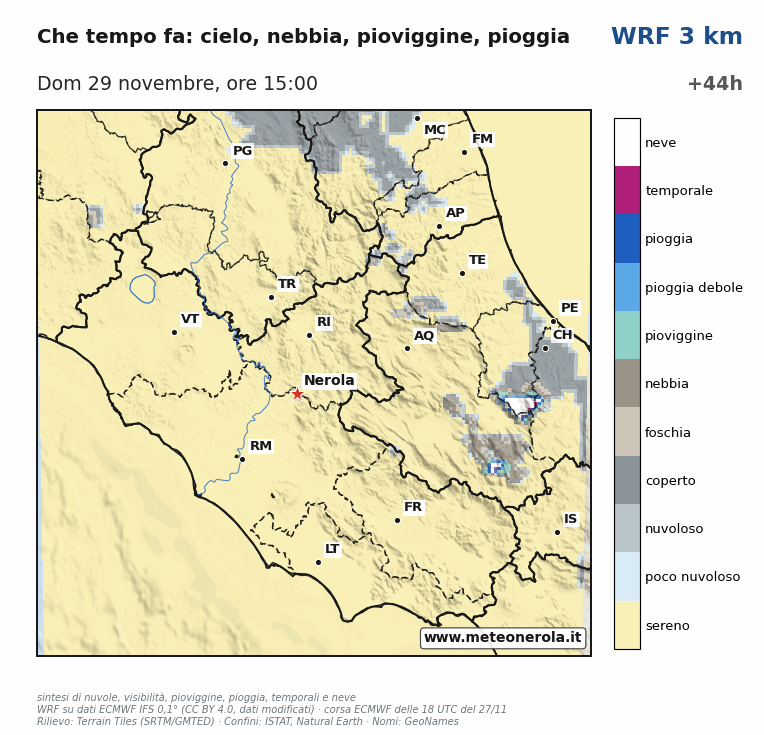 Che tempo fa: cielo, nebbia, pioviggine, pioggia
WRF 3 km
Dom 29 novembre, ore 15:00
+44h
MC
FM
PG
AP
TE
TR
PE
VT
RI
AQ
CH
Nerola
RM
FR
IS
LT
www.meteonerola.it
neve
temporale
pioggia
pioggia debole
pioviggine
nebbia
foschia
coperto
nuvoloso
poco nuvoloso
sereno
sintesi di nuvole, visibilità, pioviggine, pioggia, temporali e neve
WRF su dati ECMWF IFS 0,1° (CC BY 4.0, dati modificati) · corsa ECMWF delle 18 UTC del 27/11
Rilievo: Terrain Tiles (SRTM/GMTED) · Confini: ISTAT, Natural Earth · Nomi: GeoNames